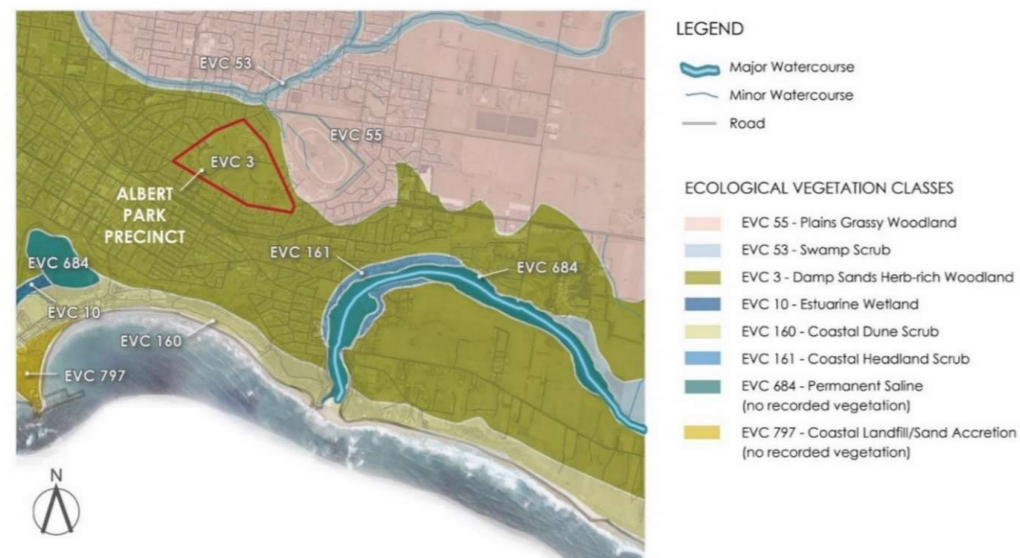 EVC 53
EVC 55
EVC 3
ALBERT
PARK
PRECINCT
EVC 161
EVC 684
EVC 684
EVC 10
EVC 160
EVC 797
N
LEGEND
Major Watercourse
Minor Watercourse
Road
ECOLOGICAL VEGETATION CLASSES
EVC 55 - Plains Grassy Woodland
EVC 53 - Swamp Scrub
EVC 3 - Damp Sands Herb-rich Woodland
EVC 10 - Estuarine Wetland
EVC 160 - Coastal Dune Scrub
EVC 161 - Coastal Headland Scrub
EVC 684 - Permanent Saline
(no recorded vegetation)
EVC 797 - Coastal Landfill/Sand Accretion
(no recorded vegetation)